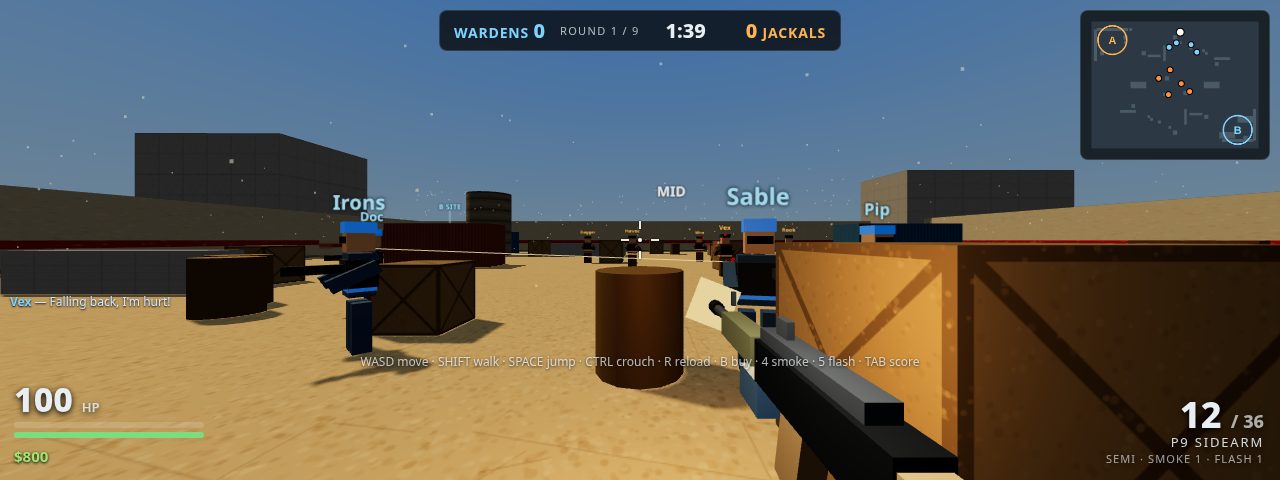 WARDENS 0 ROUND 1 / 9 1:39 0 JACKALS
A
B
Irons
Doc
B SITE
MID
Sable
Pip
Vex
Rook
Vex — Falling back, I'm hurt!
WASD move · SHIFT walk · SPACE jump · CTRL crouch · R reload · B buy · 4 smoke · 5 flash · TAB score
100 HP
$800
12 / 36
P9 SIDEARM
SEMI · SMOKE 1 · FLASH 1